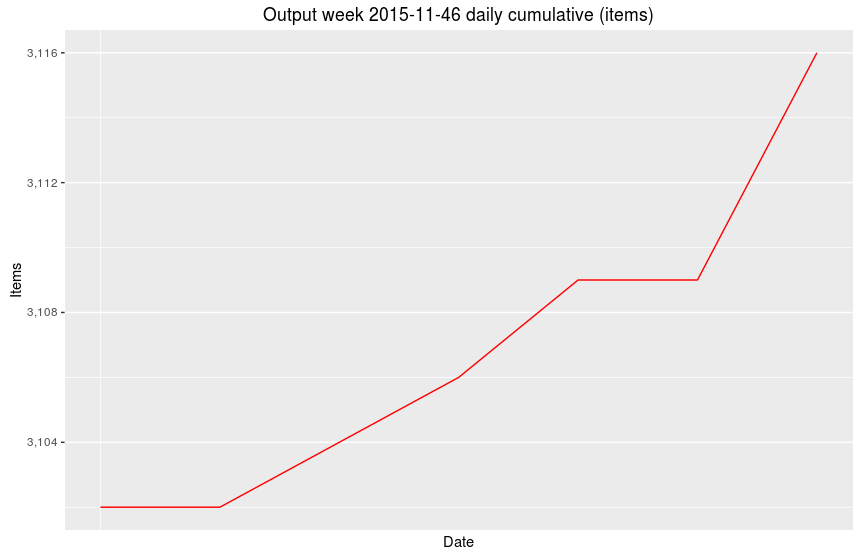 Output week 2015-11-46 daily cumulative (items)
3,116
3,112
3,108
3,104
Items
Date